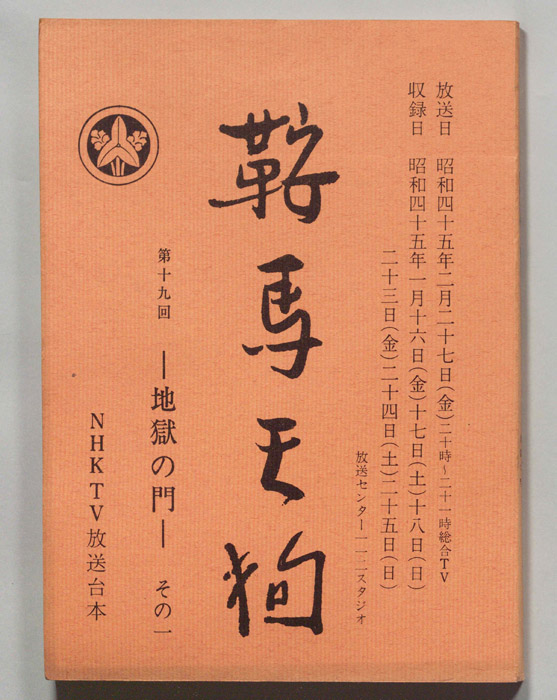 放送日 昭和四十五年二月二十七日(金)二十時～二十一時総合TV
収録日 昭和四十五年一月十六日(金)十七日(土)十八日(日)
二十三日(金)二十四日(土)二十五日(日)
放送センター一一二スタジオ
鞍馬天狗
第十九回 ―地獄の門― その一
NHKTV放送台本